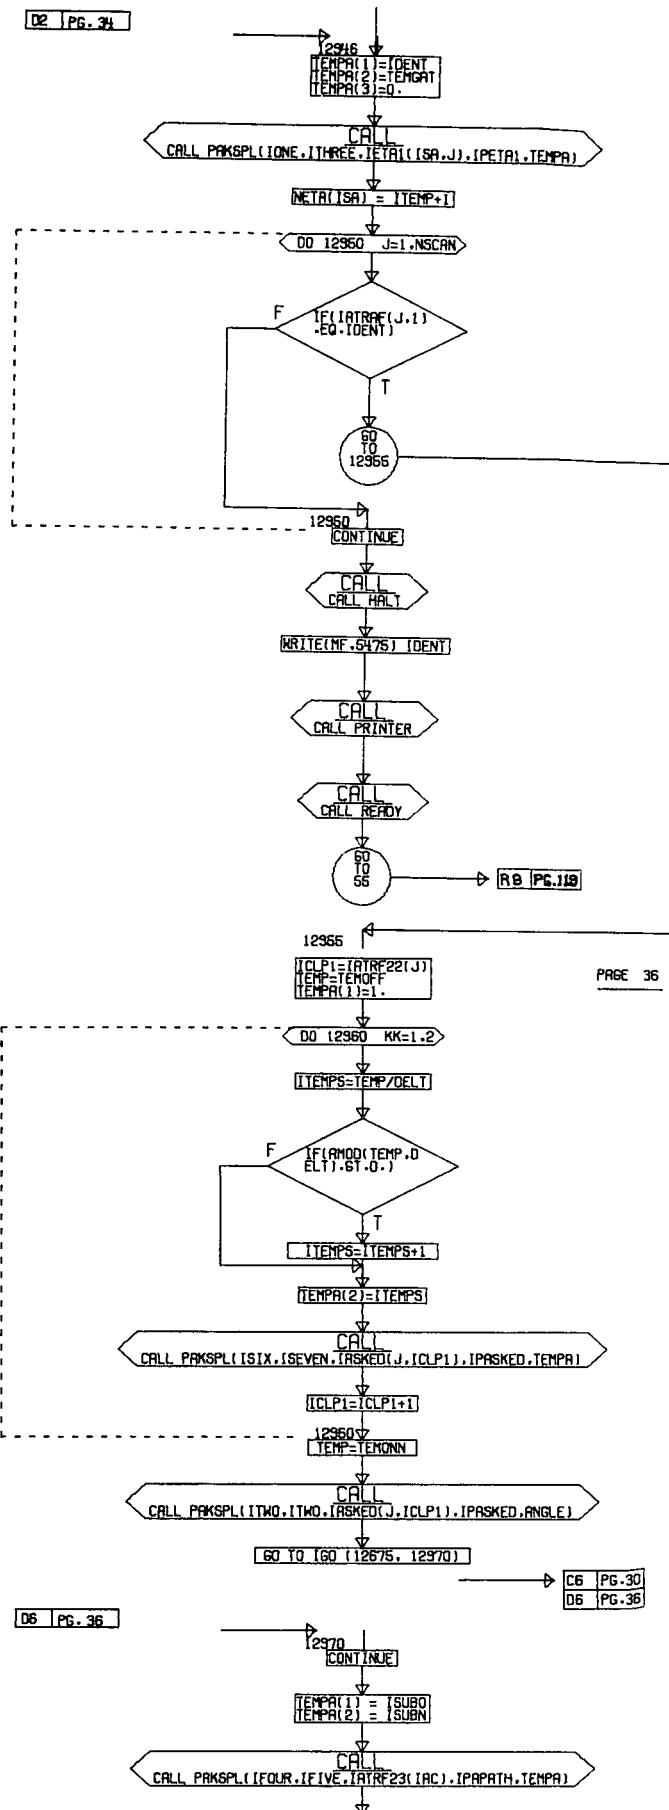 D2 PG.34
12946
TEMPA(1)=IDENT
TEMPA(2)=TEMGAT
TEMPA(3)=0.
CALL
CALL PAKSPL(IONE,ITHREE,IETA1(ISA,J),IPETA1,TEMPA)
NETA(ISA) = ITEMP+1
DO 12950 J=1,NSCAN
F
IF(IATRAF(J,1)
.EQ.IDENT)
T
GO
TO
12955
12950
CONTINUE
CALL
CALL HALT
WRITE(MF,5475) IDENT
CALL
CALL PRINTER
CALL
CALL READY
GO
TO
55
R9 PG.119
12955
ICLP1=IATRF22(J)
TEMP=TEMOFF
TEMPA(1)=1.
PAGE 36
DO 12960 KK=1,2
ITEMPS=TEMP/DELT
F
IF(AMOD(TEMP,D
ELT).GT.0.)
T
ITEMPS=ITEMPS+1
TEMPA(2)=ITEMPS
CALL
CALL PAKSPL(ISIX,ISEVEN,IASKED(J,ICLP1),IPASKED,TEMPA)
ICLP1=ICLP1+1
12960
TEMP=TEMONN
CALL
CALL PAKSPL(ITWO,ITWO,IASKED(J,ICLP1),IPASKED,ANGLE)
GO TO IGO (12675, 12970)
C6 PG.30
D6 PG.36
D6 PG.36
12970
CONTINUE
TEMPA(1) = ISUBO
TEMPA(2) = ISUBN
CALL
CALL PAKSPL(IFOUR,IFIVE,IATRF23(IAC),IPAPATH,TEMPA)